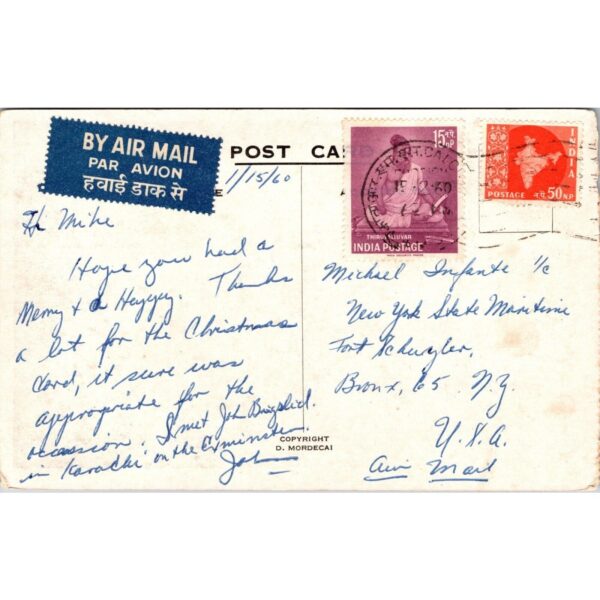 BY AIR MAIL
PAR AVION
हवाई डाक से
POST CA
1/15/60
15 न.पै. nP
THIRUVALLUVAR
INDIA POSTAGE
INDIA
POSTAGE न.पै. 50 NP
Hi Mike
Hope you had a
Merry & a Happy. Thanks
a lot for the Christmas
Card, it sure was
appropriate for the
occasion. I met John
in Karachi on the
John
COPYRIGHT
D. MORDECAI
Michael Infante 1/c
New York State Maritime
Fort Schuyler,
Bronx, 65 N.Y.
U.S.A.
Air Mail